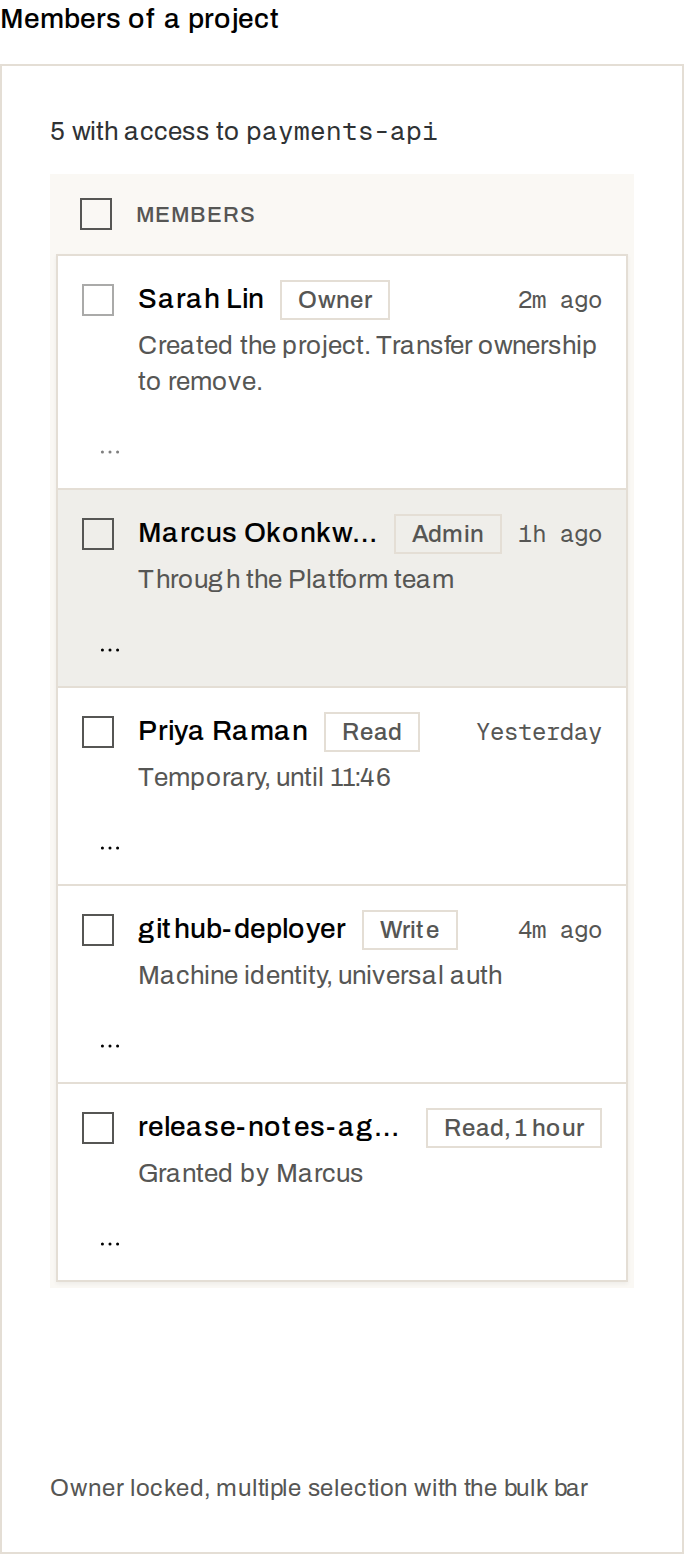 Members of a project
5 with access to payments-api
MEMBERS
Sarah Lin Owner 2m ago
Created the project. Transfer ownership
to remove.
...
Marcus Okonkw... Admin 1h ago
Through the Platform team
...
Priya Raman Read Yesterday
Temporary, until 11:46
...
github-deployer Write 4m ago
Machine identity, universal auth
...
release-notes-ag... Read, 1 hour
Granted by Marcus
...
Owner locked, multiple selection with the bulk bar